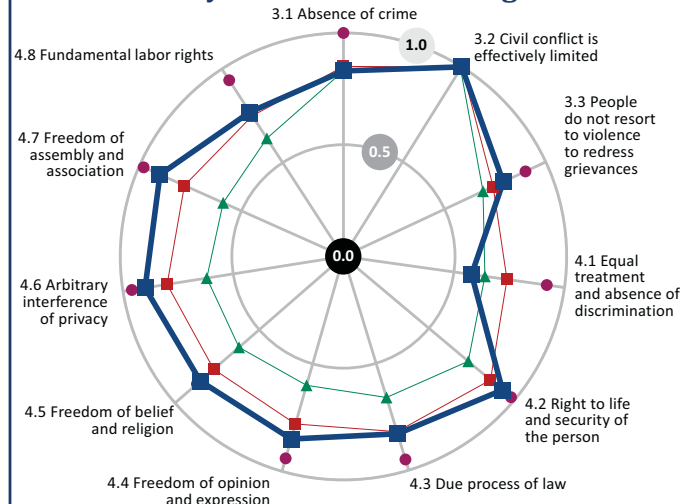 3.1 Absence of crime
1.0
3.2 Civil conflict is
effectively limited
4.8 Fundamental labor rights
3.3 People
do not resort
to violence
to redress
grievances
0.5
4.7 Freedom of
assembly and
association
0.0
4.1 Equal
treatment
and absence of
discrimination
4.6 Arbitrary
interference
of privacy
4.2 Right to life
and security of
the person
4.5 Freedom of belief
and religion
4.3 Due process of law
4.4 Freedom of opinion
and expression